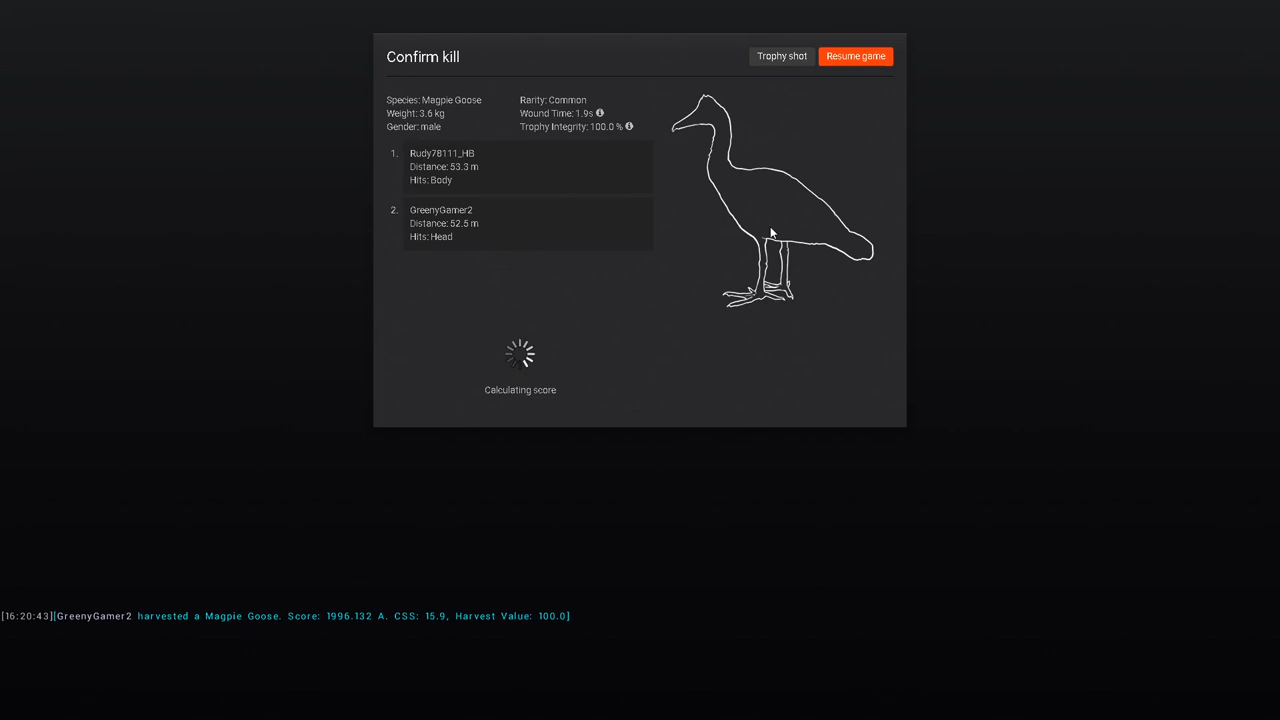 Confirm kill
Trophy shot
Resume game
Species: Magpie Goose
Weight: 3.6 kg
Gender: male
Rarity: Common
Wound Time: 1.9s
Trophy Integrity: 100.0 %
1.
Rudy78111_HB
Distance: 53.3 m
Hits: Body
2.
GreenyGamer2
Distance: 52.5 m
Hits: Head
Calculating score
[16:20:43][GreenyGamer2 harvested a Magpie Goose. Score: 1996.132 A. CSS: 15.9, Harvest Value: 100.0]